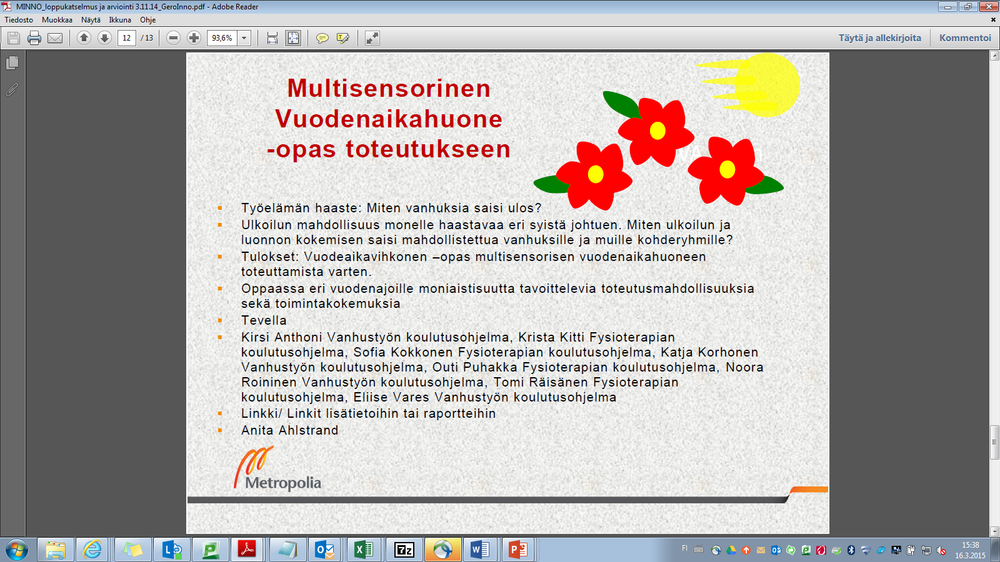 MINNO_loppukatselmus ja arviointi 3.11.14_GeroInno.pdf - Adobe Reader
Tiedosto Muokkaa Näytä Ikkuna Ohje
12 / 13 93,6% Täytä ja allekirjoita Kommentoi
Multisensorinen
Vuodenaikahuone
-opas toteutukseen
VA
Työelämän haaste: Miten vanhuksia saisi ulos?
Ulkoilun mahdollisuus monelle haastavaa eri syistä johtuen. Miten ulkoilun ja
luonnon kokemisen saisi mahdollistettua vanhuksille ja muille kohderyhmille?
Tulokset: Vuodeaikavihkonen –opas multisensorisen vuodenaikahuoneen
toteuttamista varten.
Oppaassa eri vuodenajoille moniaistisuutta tavoittelevia toteutusmahdollisuuksia
sekä toimintakokemuksia
Tevella
Kirsi Anthoni Vanhustyön koulutusohjelma, Krista Kitti Fysioterapian
koulutusohjelma, Sofia Kokkonen Fysioterapian koulutusohjelma, Katja Korhonen
Vanhustyön koulutusohjelma, Outi Puhakka Fysioterapian koulutusohjelma, Noora
Roininen Vanhustyön koulutusohjelma, Tomi Räisänen Fysioterapian
koulutusohjelma, Eliise Vares Vanhustyön koulutusohjelma
Linkki/ Linkit lisätietoihin tai raportteihin
Anita Ahlstrand
Metropolia
FI 15:38
16.3.2015